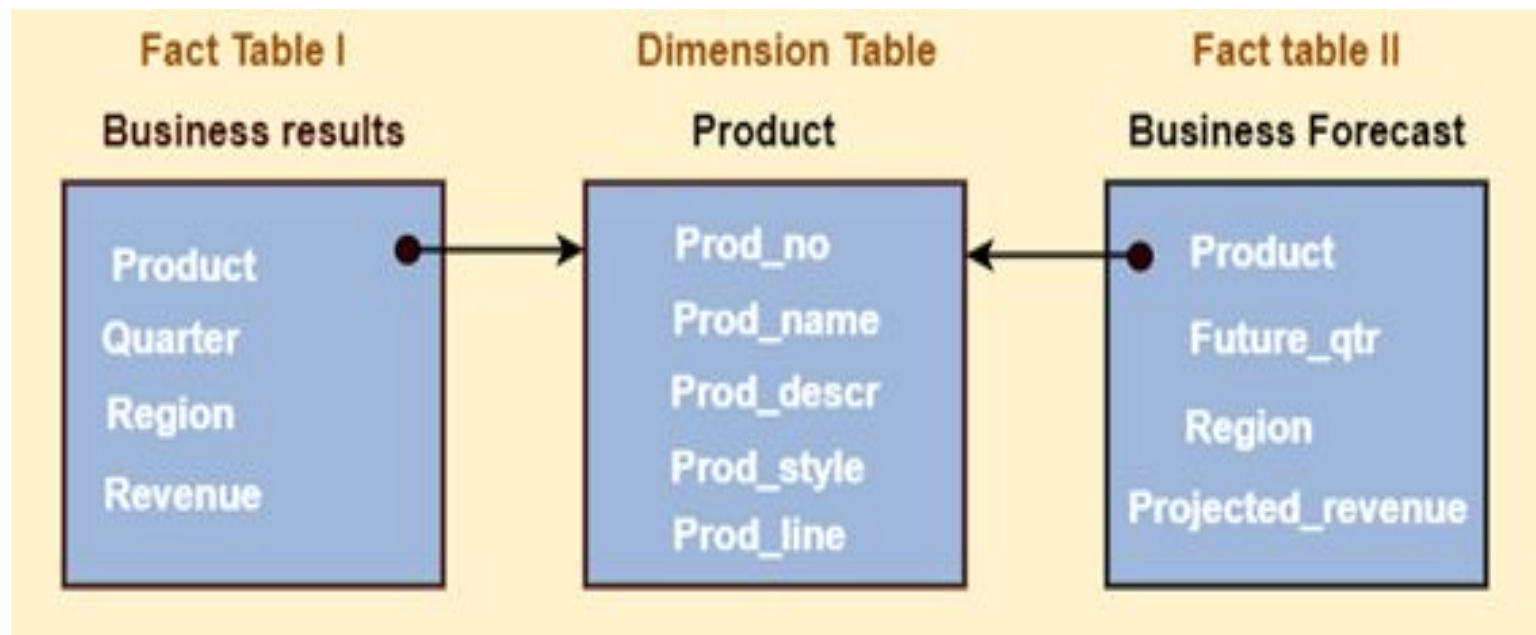 Fact Table I
Business results
Product
Quarter
Region
Revenue
Dimension Table
Product
Prod_no
Prod_name
Prod_descr
Prod_style
Prod_line
Fact table II
Business Forecast
Product
Future_qtr
Region
Projected_revenue